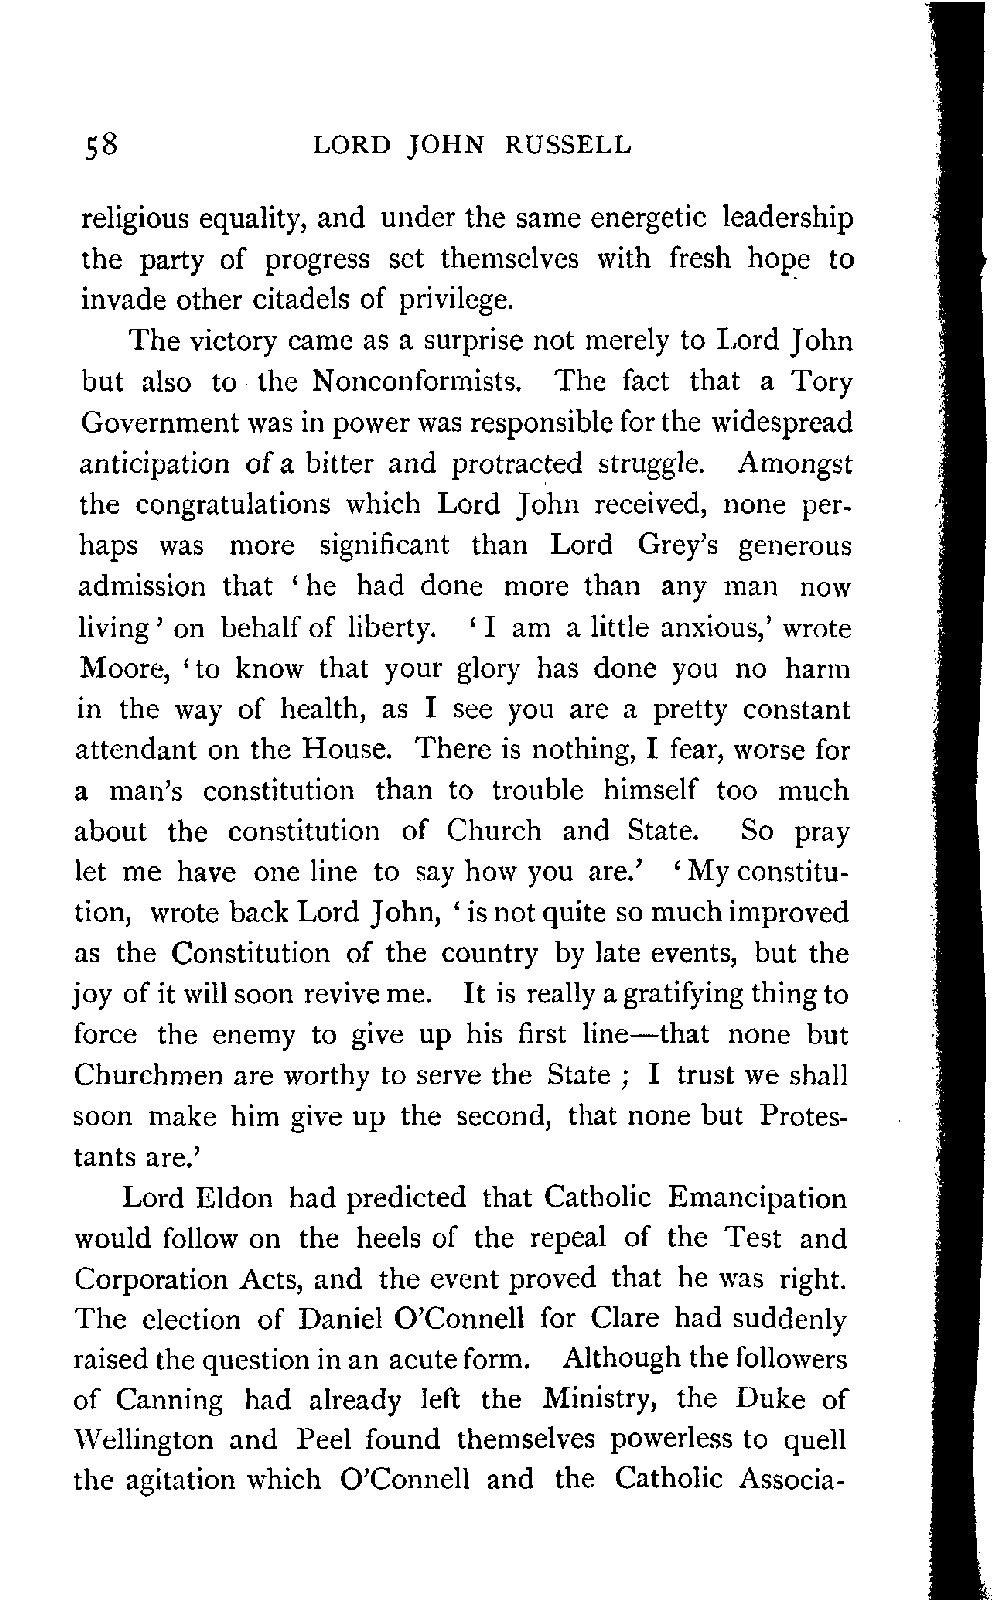 58 LORD JOHN RUSSELL
religious equality, and under the same energetic leadership
the party of progress set themselves with fresh hope to
invade other citadels of privilege.
The victory came as a surprise not merely to Lord John
but also to the Nonconformists. The fact that a Tory
Government was in power was responsible for the widespread
anticipation of a bitter and protracted struggle. Amongst
the congratulations which Lord John received, none per-
haps was more significant than Lord Grey's generous
admission that ‘he had done more than any man now
living’ on behalf of liberty. ‘I am a little anxious,’ wrote
Moore, ‘to know that your glory has done you no harm
in the way of health, as I see you are a pretty constant
attendant on the House. There is nothing, I fear, worse for
a man's constitution than to trouble himself too much
about the constitution of Church and State. So pray
let me have one line to say how you are.’ ‘My constitu-
tion, wrote back Lord John, ‘is not quite so much improved
as the Constitution of the country by late events, but the
joy of it will soon revive me. It is really a gratifying thing to
force the enemy to give up his first line—that none but
Churchmen are worthy to serve the State; I trust we shall
soon make him give up the second, that none but Protes-
tants are.’
Lord Eldon had predicted that Catholic Emancipation
would follow on the heels of the repeal of the Test and
Corporation Acts, and the event proved that he was right.
The election of Daniel O'Connell for Clare had suddenly
raised the question in an acute form. Although the followers
of Canning had already left the Ministry, the Duke of
Wellington and Peel found themselves powerless to quell
the agitation which O'Connell and the Catholic Associa-